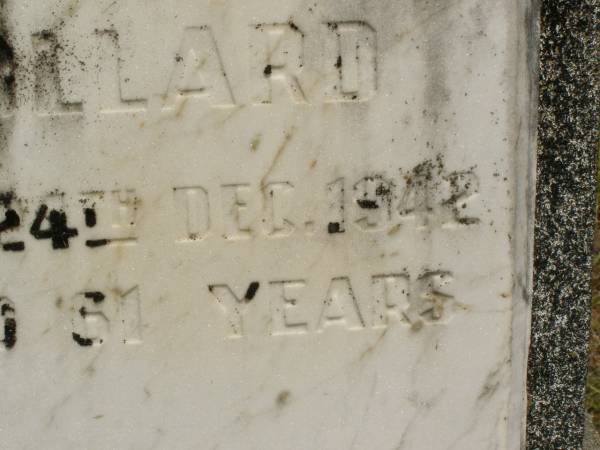 LLARD
24TH DEC. 1942
61 YEARS